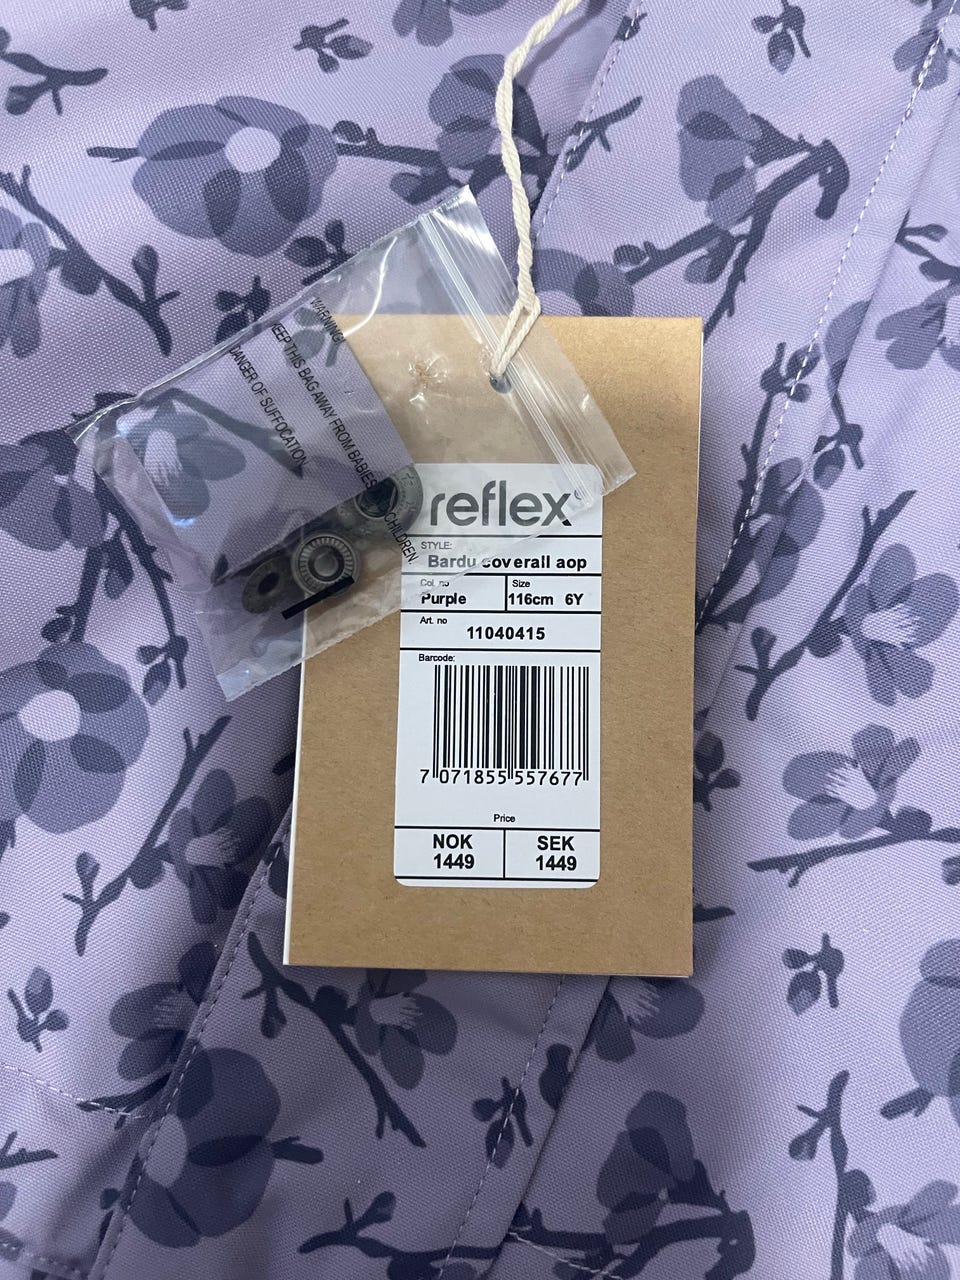 WARNING
KEEP THIS BAG AWAY FROM BABIES CHILDREN.
DANGER OF SUFFOCATION
reflex®
STYLE:
Bardu coverall aop
Col. no
Purple
Size
116cm 6Y
Art. no
11040415
Barcode:
7 071855 557677
Price
NOK
1449
SEK
1449